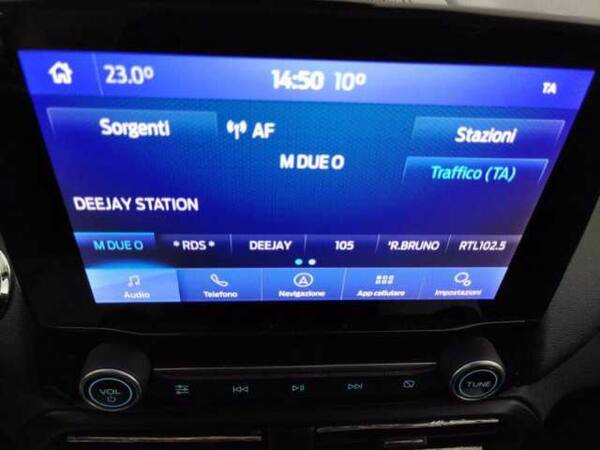 23.0° 14:50 10° TA
Sorgenti AF Stazioni
M DUE O
Traffico (TA)
DEEJAY STATION
M DUE O * RDS * DEEJAY 105 'R.BRUNO RTL102.5
Audio Telefono Navigazione App cellulare Impostazioni
VOL TUNE